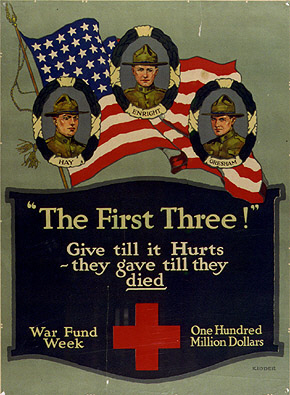 ENRIGHT
HAY
GRESHAM
"The First Three!"
Give till it Hurts
- they gave till they
died
War Fund
Week
One Hundred
Million Dollars